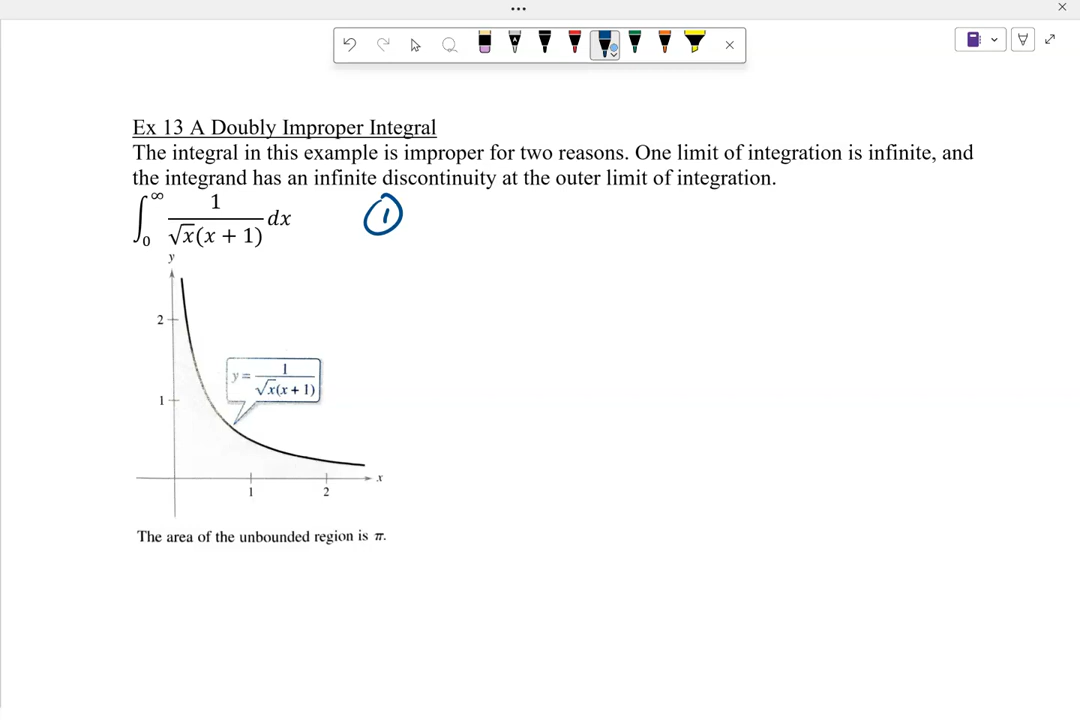 Ex 13 A Doubly Improper Integral
The integral in this example is improper for two reasons. One limit of integration is infinite, and
the integrand has an infinite discontinuity at the outer limit of integration.
∫₀^∞ 1/(√x(x + 1)) dx ①
y
2
y = 1/(√x(x + 1))
1
x
1 2
The area of the unbounded region is π.